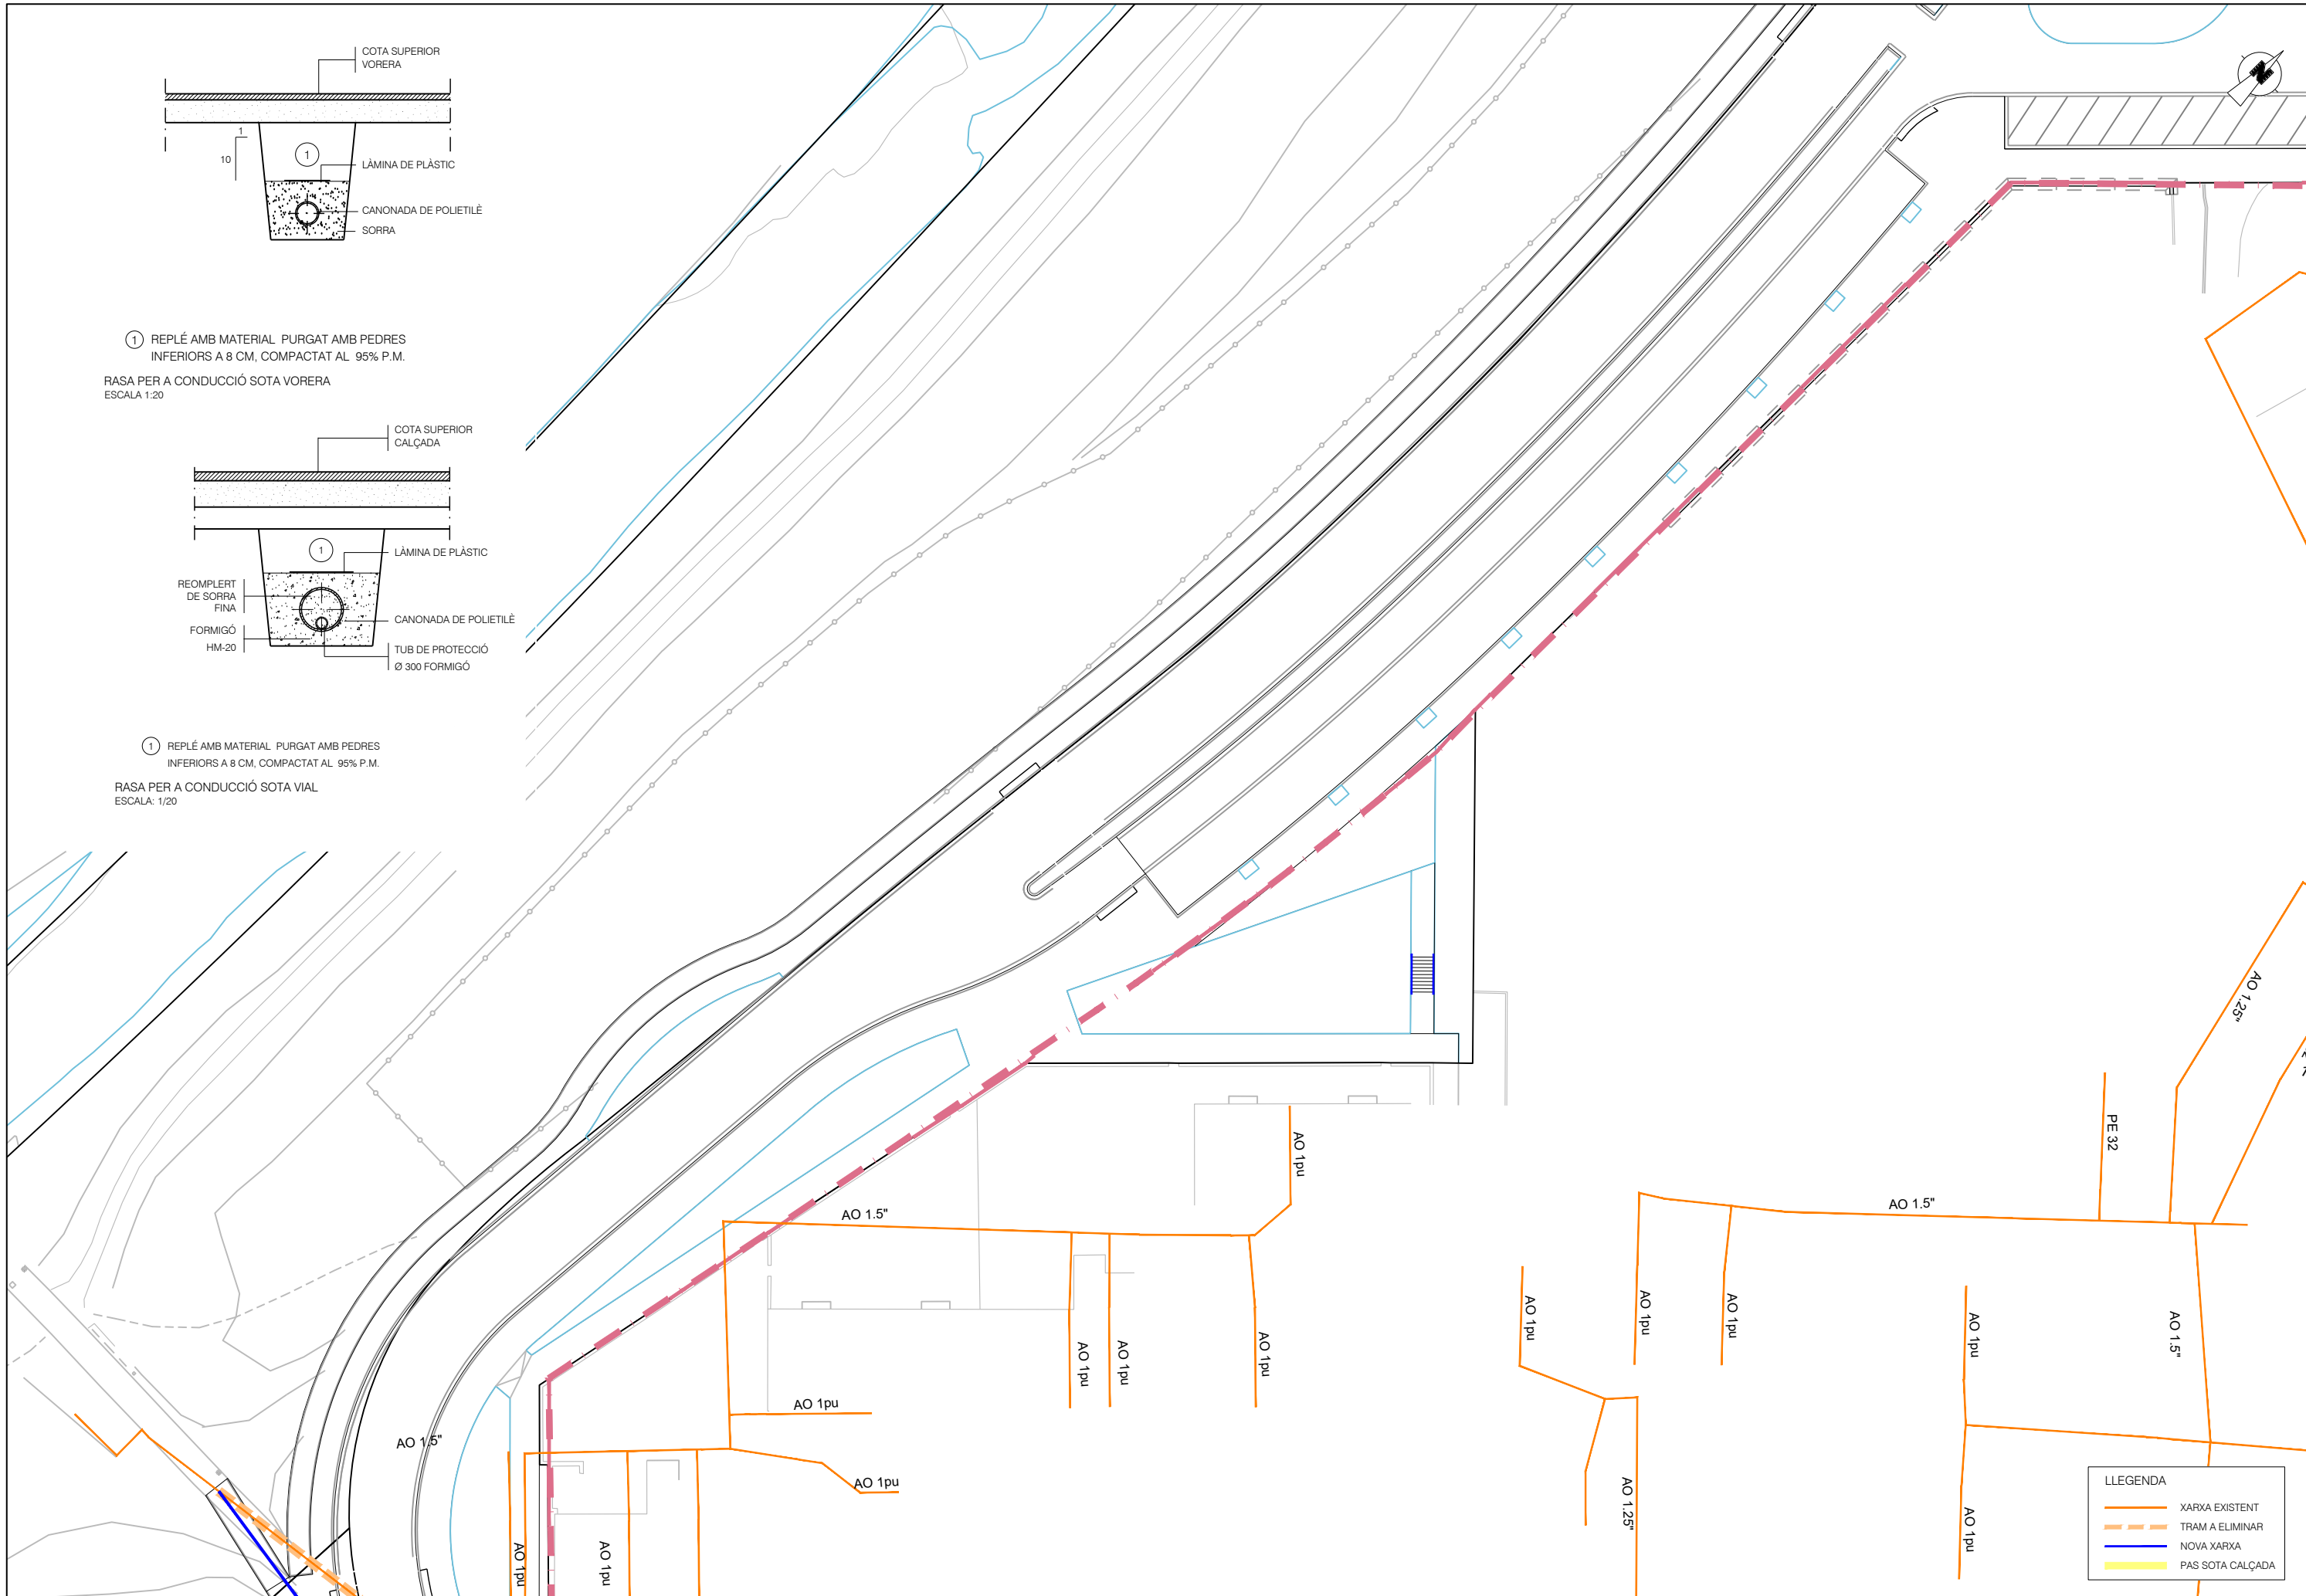 COTA SUPERIOR
VORERA
1
10
1
LÀMINA DE PLÀSTIC
CANONADA DE POLIETILÈ
SORRA
1 REPLÉ AMB MATERIAL PURGAT AMB PEDRES
INFERIORS A 8 CM, COMPACTAT AL 95% P.M.
RASA PER A CONDUCCIÓ SOTA VORERA
ESCALA 1:20
COTA SUPERIOR
CALÇADA
1
LÀMINA DE PLÀSTIC
REOMPLERT
DE SORRA
FINA
CANONADA DE POLIETILÈ
FORMIGÓ
HM-20
TUB DE PROTECCIÓ
Ø 300 FORMIGÓ
1 REPLÉ AMB MATERIAL PURGAT AMB PEDRES
INFERIORS A 8 CM, COMPACTAT AL 95% P.M.
RASA PER A CONDUCCIÓ SOTA VIAL
ESCALA: 1/20
N
AO 1.25"
PE 32
AO 1pu
AO 1.5"
AO 1.5"
AO 1pu
AO 1pu
AO 1pu
AO 1pu
AO 1.5"
AO 1pu
AO 1pu
AO 1pu
AO 1pu
AO 1.5"
AO 1pu
AO 1.25"
AO 1pu
AO 1pu
AO 1pu
LLEGENDA
XARXA EXISTENT
TRAM A ELIMINAR
NOVA XARXA
PAS SOTA CALÇADA